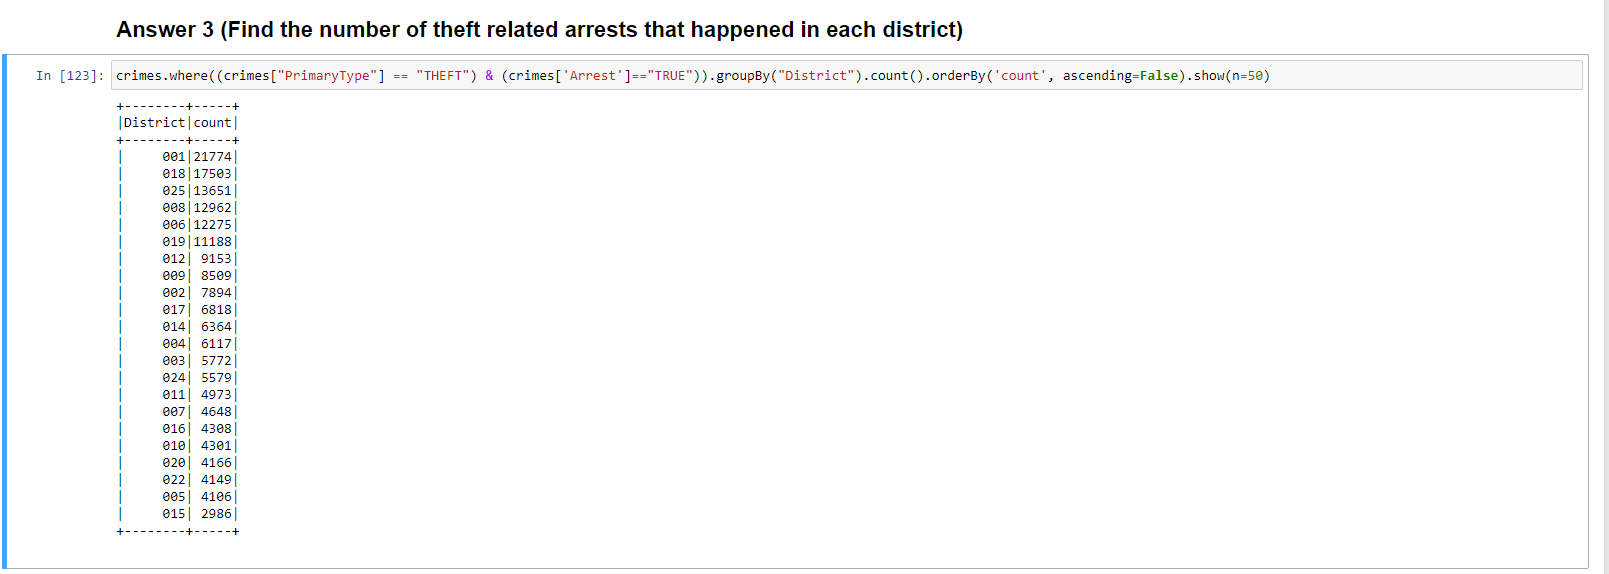 Answer 3 (Find the number of theft related arrests that happened in each district)
In [123]: crimes.where((crimes["PrimaryType"] == "THEFT") & (crimes['Arrest']=="TRUE")).groupBy("District").count().orderBy('count', ascending=False).show(n=50)
+--------+-----+
|District|count|
+--------+-----+
|     001|21774|
|     018|17503|
|     025|13651|
|     008|12962|
|     006|12275|
|     019|11188|
|     012| 9153|
|     009| 8509|
|     002| 7894|
|     017| 6818|
|     014| 6364|
|     004| 6117|
|     003| 5772|
|     024| 5579|
|     011| 4973|
|     007| 4648|
|     016| 4308|
|     010| 4301|
|     020| 4166|
|     022| 4149|
|     005| 4106|
|     015| 2986|
+--------+-----+